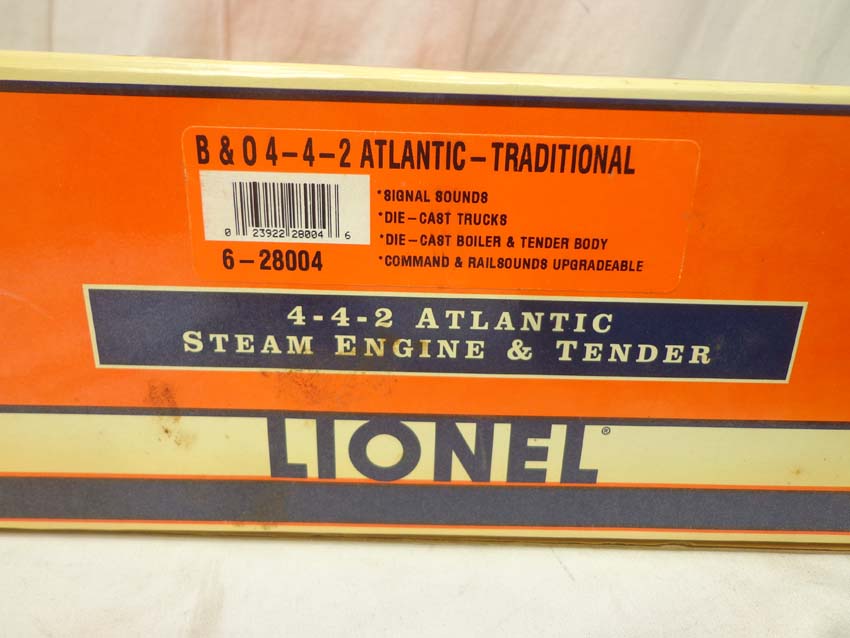 B & O 4-4-2 ATLANTIC-TRADITIONAL
*SIGNAL SOUNDS
*DIE-CAST TRUCKS
*DIE-CAST BOILER & TENDER BODY
*COMMAND & RAILSOUNDS UPGRADEABLE
0 23922 28004 6
6-28004
4-4-2 ATLANTIC
STEAM ENGINE & TENDER
LIONEL®